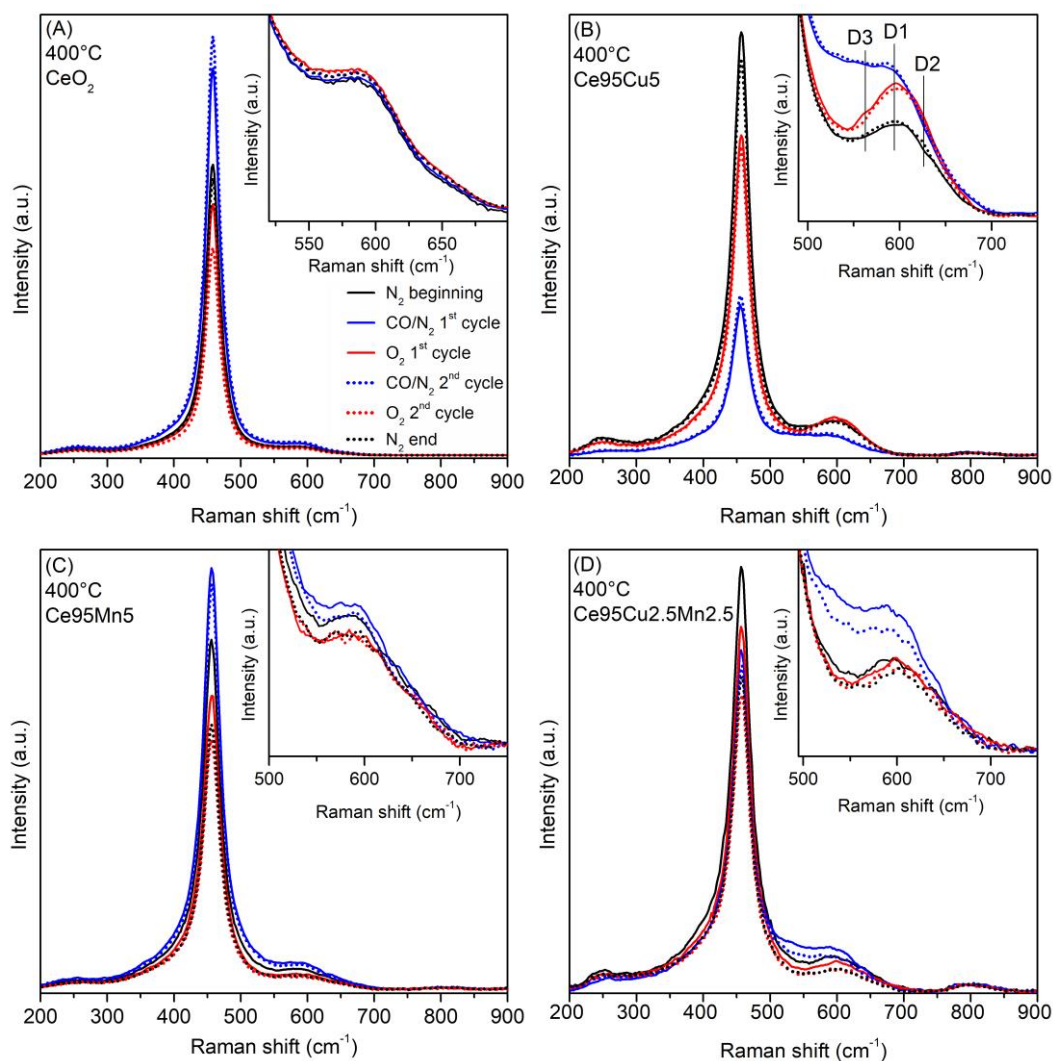 (A)
400°C
CeO₂
Intensity (a.u.)
550 600 650
Raman shift (cm⁻¹)
N₂ beginning
CO/N₂ 1ˢᵗ cycle
O₂ 1ˢᵗ cycle
CO/N₂ 2ⁿᵈ cycle
O₂ 2ⁿᵈ cycle
N₂ end
Intensity (a.u.)
200 300 400 500 600 700 800 900
Raman shift (cm⁻¹)
(B)
400°C
Ce95Cu5
D3 D1 D2
Intensity (a.u.)
500 600 700
Raman shift (cm⁻¹)
Intensity (a.u.)
200 300 400 500 600 700 800 900
Raman shift (cm⁻¹)
(C)
400°C
Ce95Mn5
Intensity (a.u.)
500 600 700
Raman shift (cm⁻¹)
Intensity (a.u.)
200 300 400 500 600 700 800 900
Raman shift (cm⁻¹)
(D)
400°C
Ce95Cu2.5Mn2.5
Intensity (a.u.)
500 600 700
Raman shift (cm⁻¹)
Intensity (a.u.)
200 300 400 500 600 700 800 900
Raman shift (cm⁻¹)